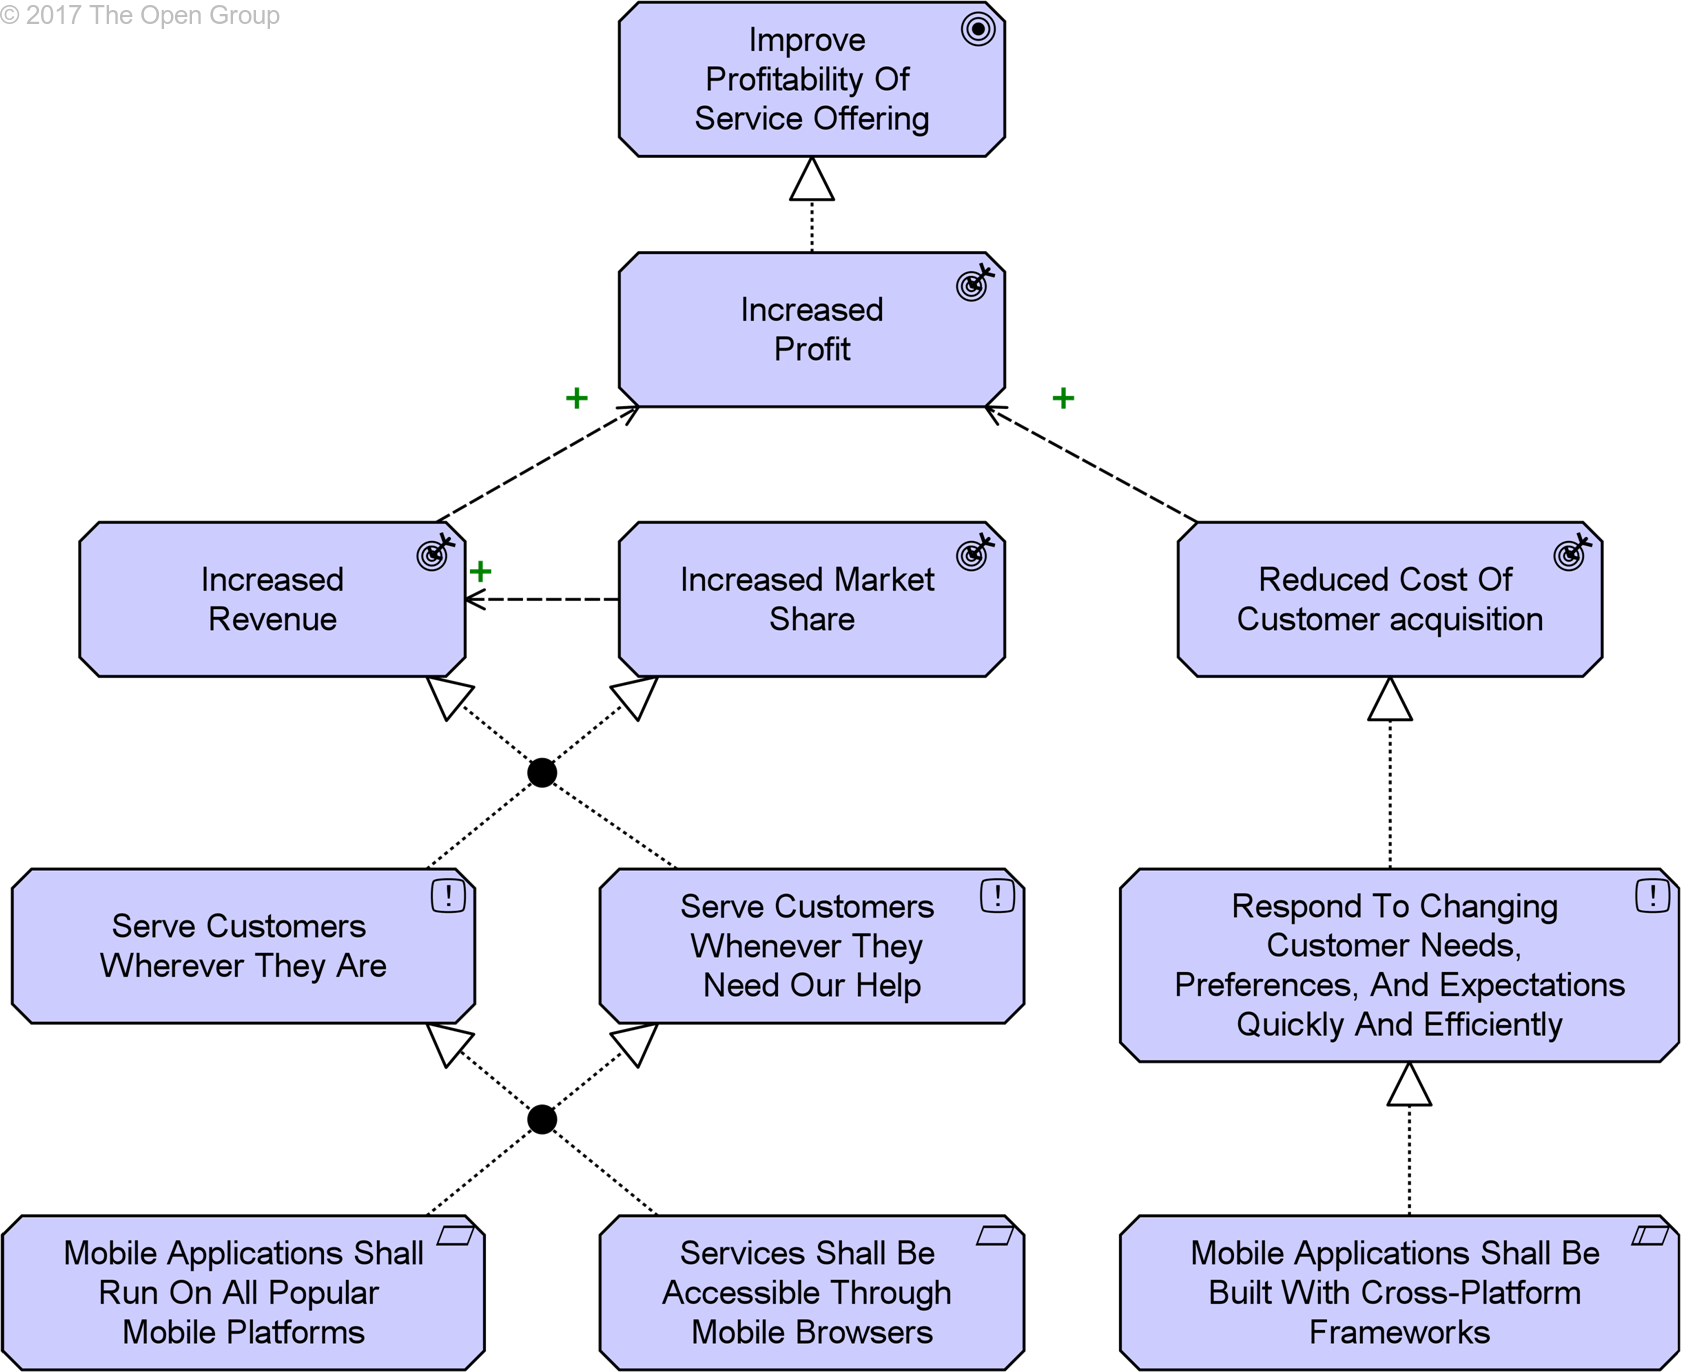 © 2017 The Open Group
Improve
Profitability Of
Service Offering
Increased
Profit
+
+
Increased
Revenue
+
Increased Market
Share
Reduced Cost Of
Customer acquisition
Serve Customers
Wherever They Are
!
Serve Customers
Whenever They
Need Our Help
!
Respond To Changing
Customer Needs,
Preferences, And Expectations
Quickly And Efficiently
!
Mobile Applications Shall
Run On All Popular
Mobile Platforms
Services Shall Be
Accessible Through
Mobile Browsers
Mobile Applications Shall Be
Built With Cross-Platform
Frameworks